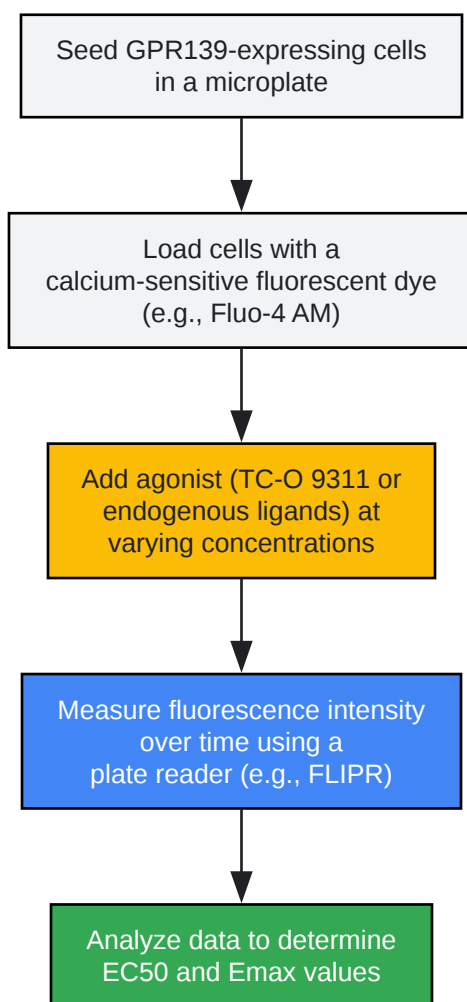 Seed GPR139-expressing cells
in a microplate
Load cells with a
calcium-sensitive fluorescent dye
(e.g., Fluo-4 AM)
Add agonist (TC-O 9311 or
endogenous ligands) at
varying concentrations
Measure fluorescence intensity
over time using a
plate reader (e.g., FLIPR)
Analyze data to determine
EC50 and Emax values